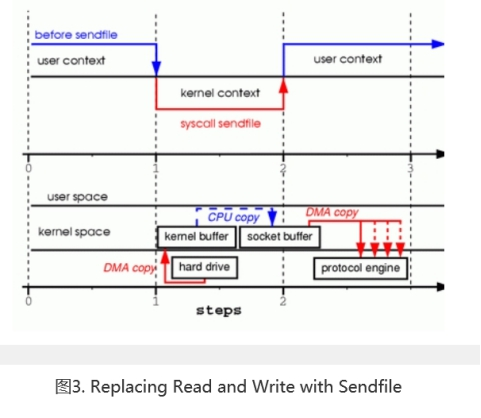 before sendfile
user context
user context
kernel context
syscall sendfile
0
1
2
3
user space
CPU copy
DMA copy
kernel space
kernel buffer
socket buffer
DMA copy
hard drive
protocol engine
0
1
2
steps
图3. Replacing Read and Write with Sendfile